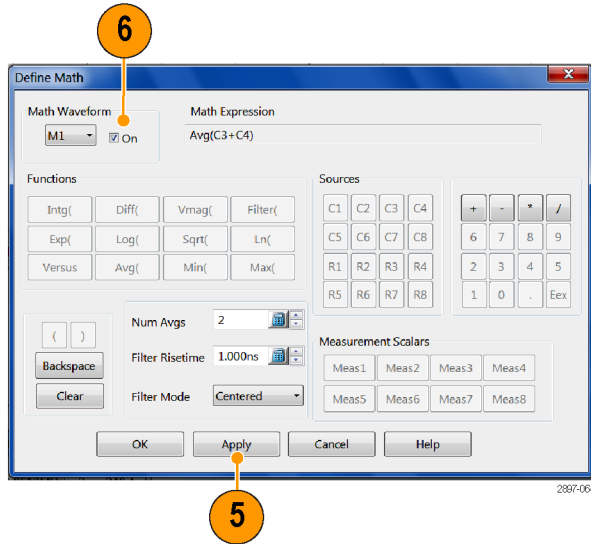 6
Define Math
X
Math Waveform
Math Expression
M1
On
Avg(C3+C4)
Functions
Sources
Intg(
Diff(
Vmag(
Filter(
C1
C2
C3
C4
+
-
*
/
Exp(
Log(
Sqrt(
Ln(
C5
C6
C7
C8
6
7
8
9
Versus
Avg(
Min(
Max(
R1
R2
R3
R4
2
3
4
5
R5
R6
R7
R8
1
0
.
Eex
(
)
Backspace
Clear
Num Avgs
2
Filter Risetime
1.000ns
Filter Mode
Centered
Measurement Scalars
Meas1
Meas2
Meas3
Meas4
Meas5
Meas6
Meas7
Meas8
OK
Apply
Cancel
Help
5